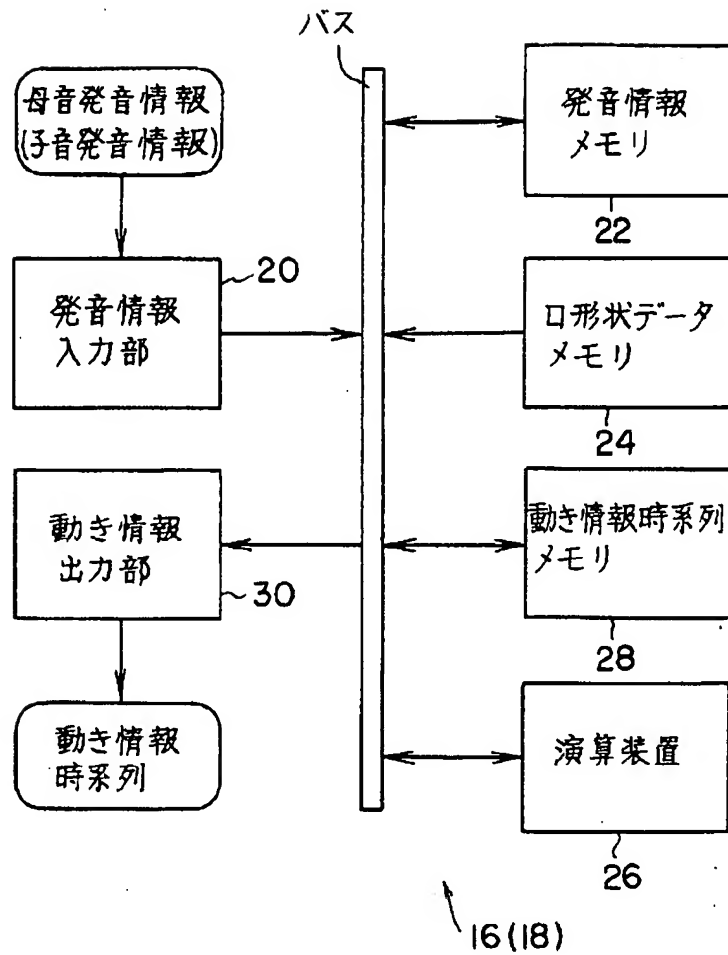 バス
母音発音情報
(子音発音情報)
20
発音情報
入力部
動き情報
出力部
30
動き情報
時系列
発音情報
メモリ
22
口形状データ
メモリ
24
動き情報時系列
メモリ
28
演算装置
26
16(18)